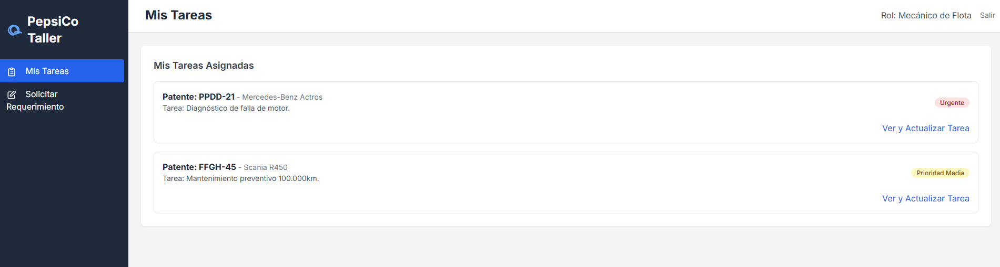 PepsiCo
Taller
Mis Tareas
Solicitar
Requerimiento
Mis Tareas
Rol: Mecánico de Flota Salir
Mis Tareas Asignadas
Patente: PPDD-21 - Mercedes-Benz Actros
Tarea: Diagnóstico de falla de motor.
Urgente
Ver y Actualizar Tarea
Patente: FFGH-45 - Scania R450
Tarea: Mantenimiento preventivo 100.000km.
Prioridad Media
Ver y Actualizar Tarea